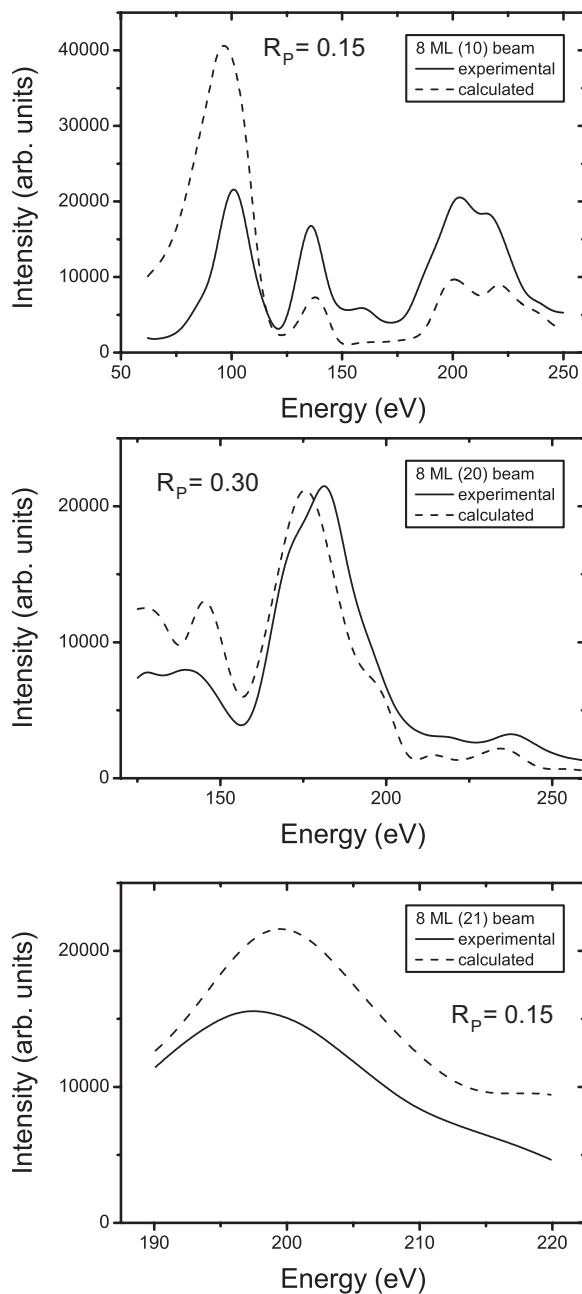 40000
30000
20000
10000
0
Intensity (arb. units)
R_P= 0.15
8 ML (10) beam
experimental
calculated
50
100
150
200
250
Energy (eV)
20000
10000
0
Intensity (arb. units)
R_P= 0.30
8 ML (20) beam
experimental
calculated
150
200
250
Energy (eV)
20000
10000
0
Intensity (arb. units)
8 ML (21) beam
experimental
calculated
R_P= 0.15
190
200
210
220
Energy (eV)